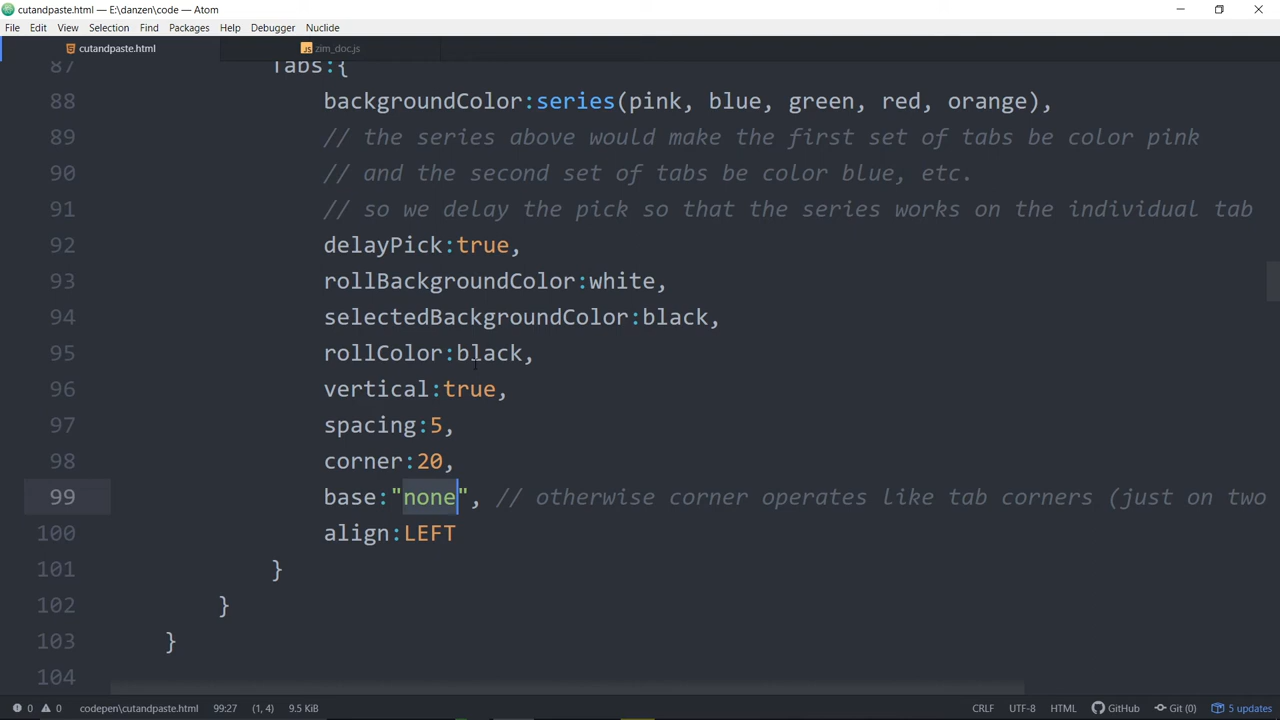 cutandpaste.html — E:\danzen\code — Atom
File Edit View Selection Find Packages Help Debugger Nuclide
cutandpaste.html zim_doc.js
87 Tabs:{
88 backgroundColor:series(pink, blue, green, red, orange),
89 // the series above would make the first set of tabs be color pink
90 // and the second set of tabs be color blue, etc.
91 // so we delay the pick so that the series works on the individual tab
92 delayPick:true,
93 rollBackgroundColor:white,
94 selectedBackgroundColor:black,
95 rollColor:black,
96 vertical:true,
97 spacing:5,
98 corner:20,
99 base:"none", // otherwise corner operates like tab corners (just on two
100 align:LEFT
101 }
102 }
103 }
104
0 0 codepen\cutandpaste.html 99:27 (1, 4) 9.5 KiB CRLF UTF-8 HTML GitHub Git (0) 5 updates